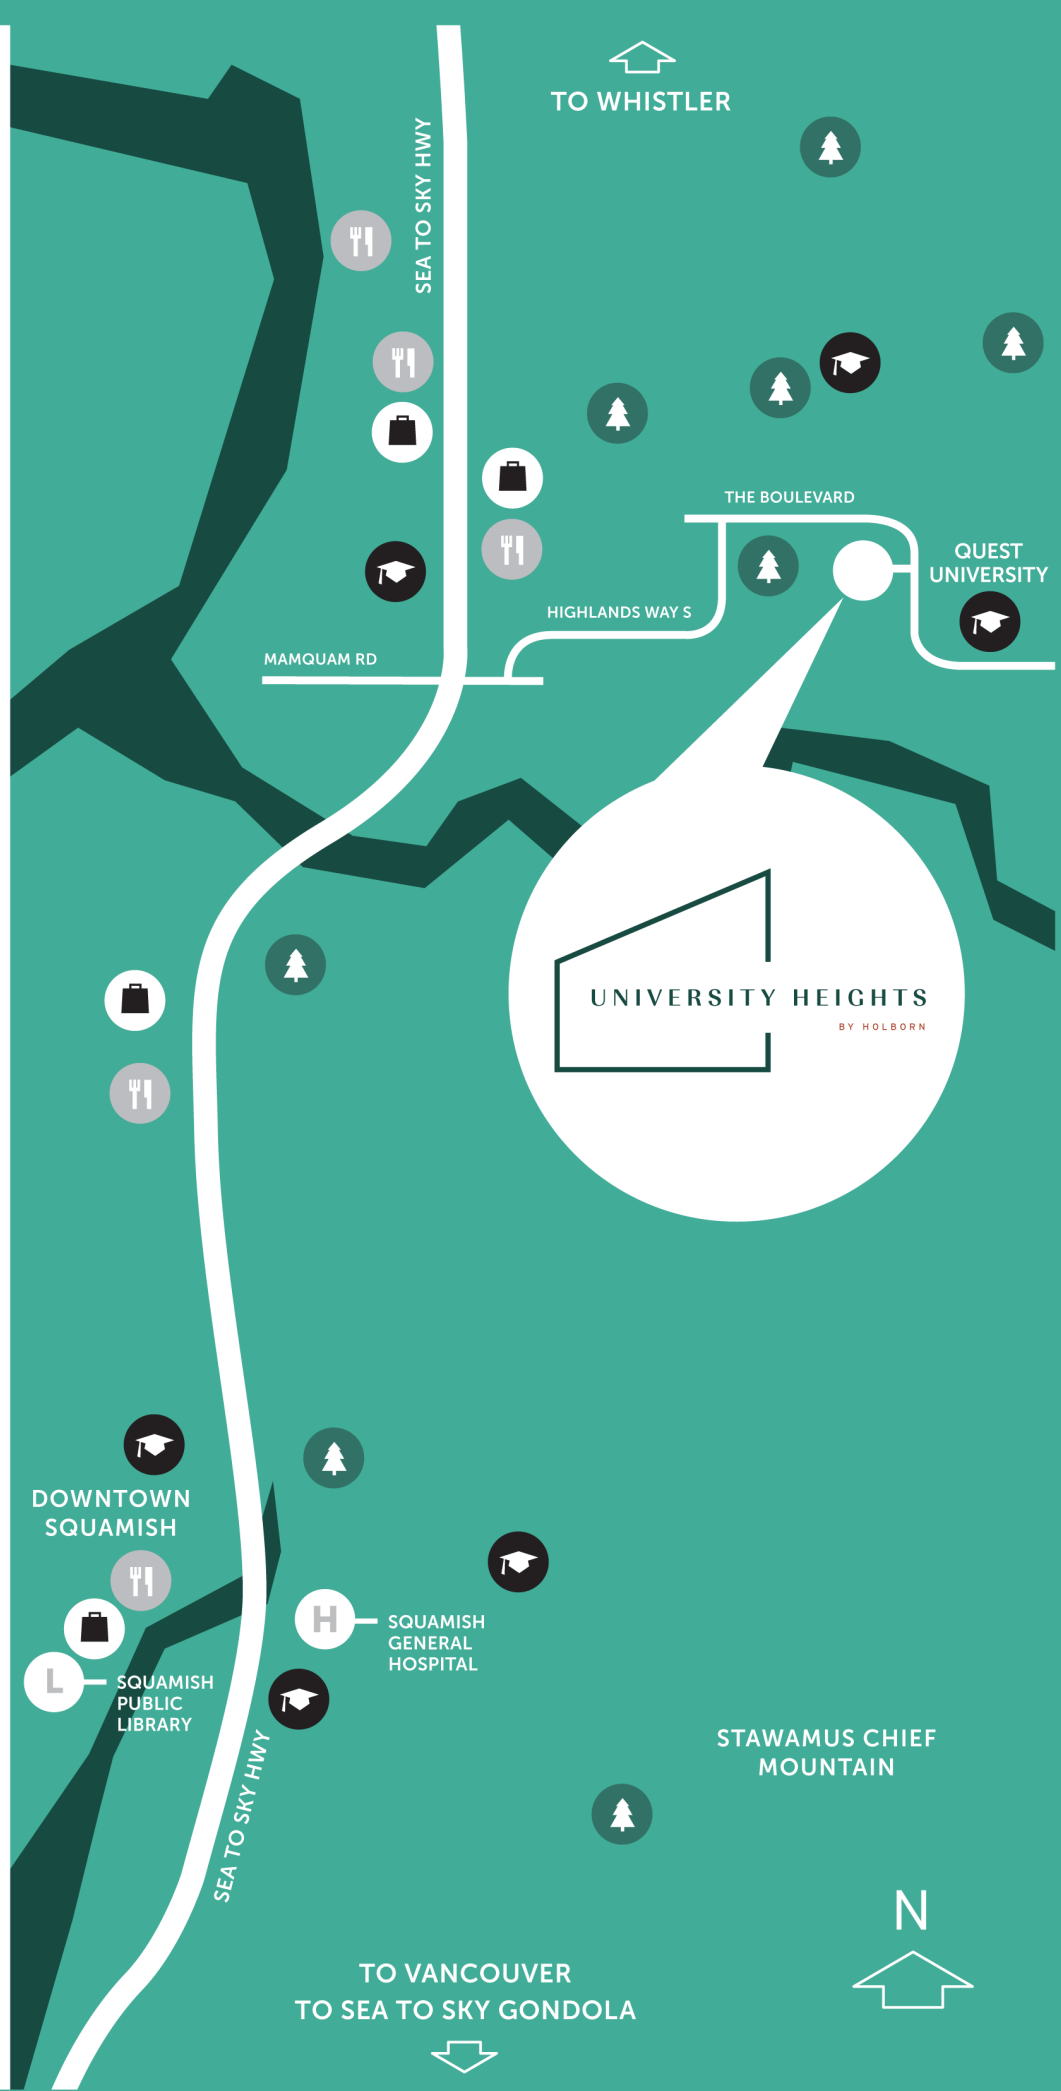 TO WHISTLER
SEA TO SKY HWY
THE BOULEVARD
QUEST
UNIVERSITY
HIGHLANDS WAY S
MAMQUAM RD
UNIVERSITY HEIGHTS
BY HOLBORN
DOWNTOWN
SQUAMISH
H
SQUAMISH
GENERAL
HOSPITAL
L
SQUAMISH
PUBLIC
LIBRARY
SEA TO SKY HWY
STAWAMUS CHIEF
MOUNTAIN
N
TO VANCOUVER
TO SEA TO SKY GONDOLA